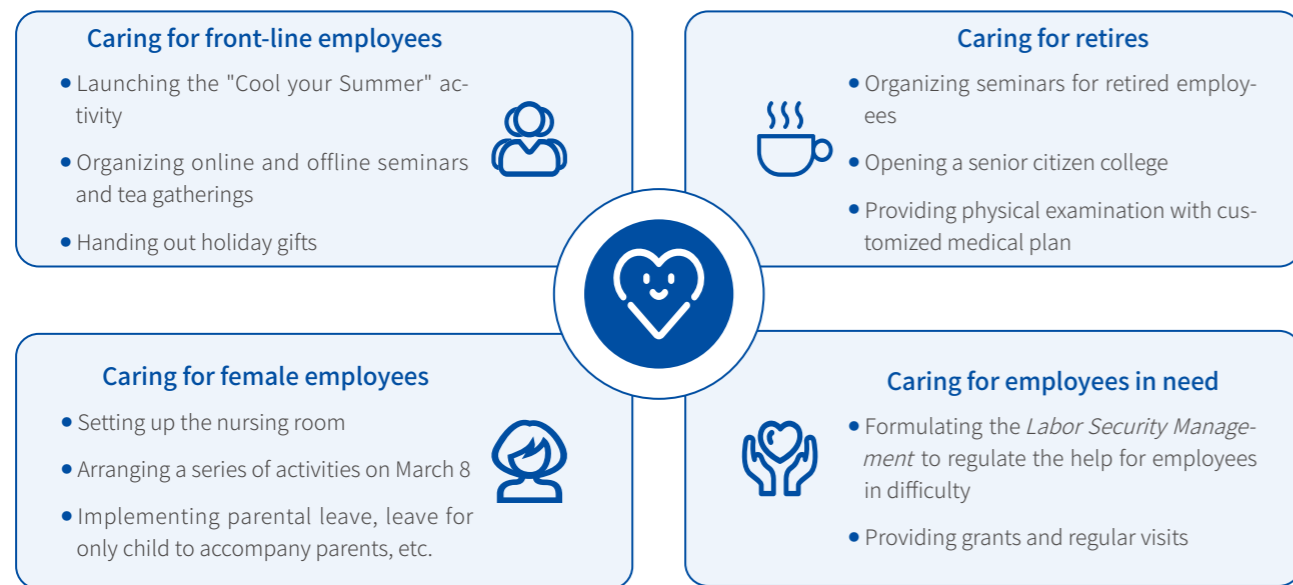 Caring for front-line employees
• Launching the "Cool your Summer" ac-
tivity
• Organizing online and offline seminars
and tea gatherings
• Handing out holiday gifts
Caring for retires
• Organizing seminars for retired employ-
ees
• Opening a senior citizen college
• Providing physical examination with cus-
tomized medical plan
Caring for female employees
• Setting up the nursing room
• Arranging a series of activities on March 8
• Implementing parental leave, leave for
only child to accompany parents, etc.
Caring for employees in need
• Formulating the Labor Security Manage-
ment to regulate the help for employees
in difficulty
• Providing grants and regular visits